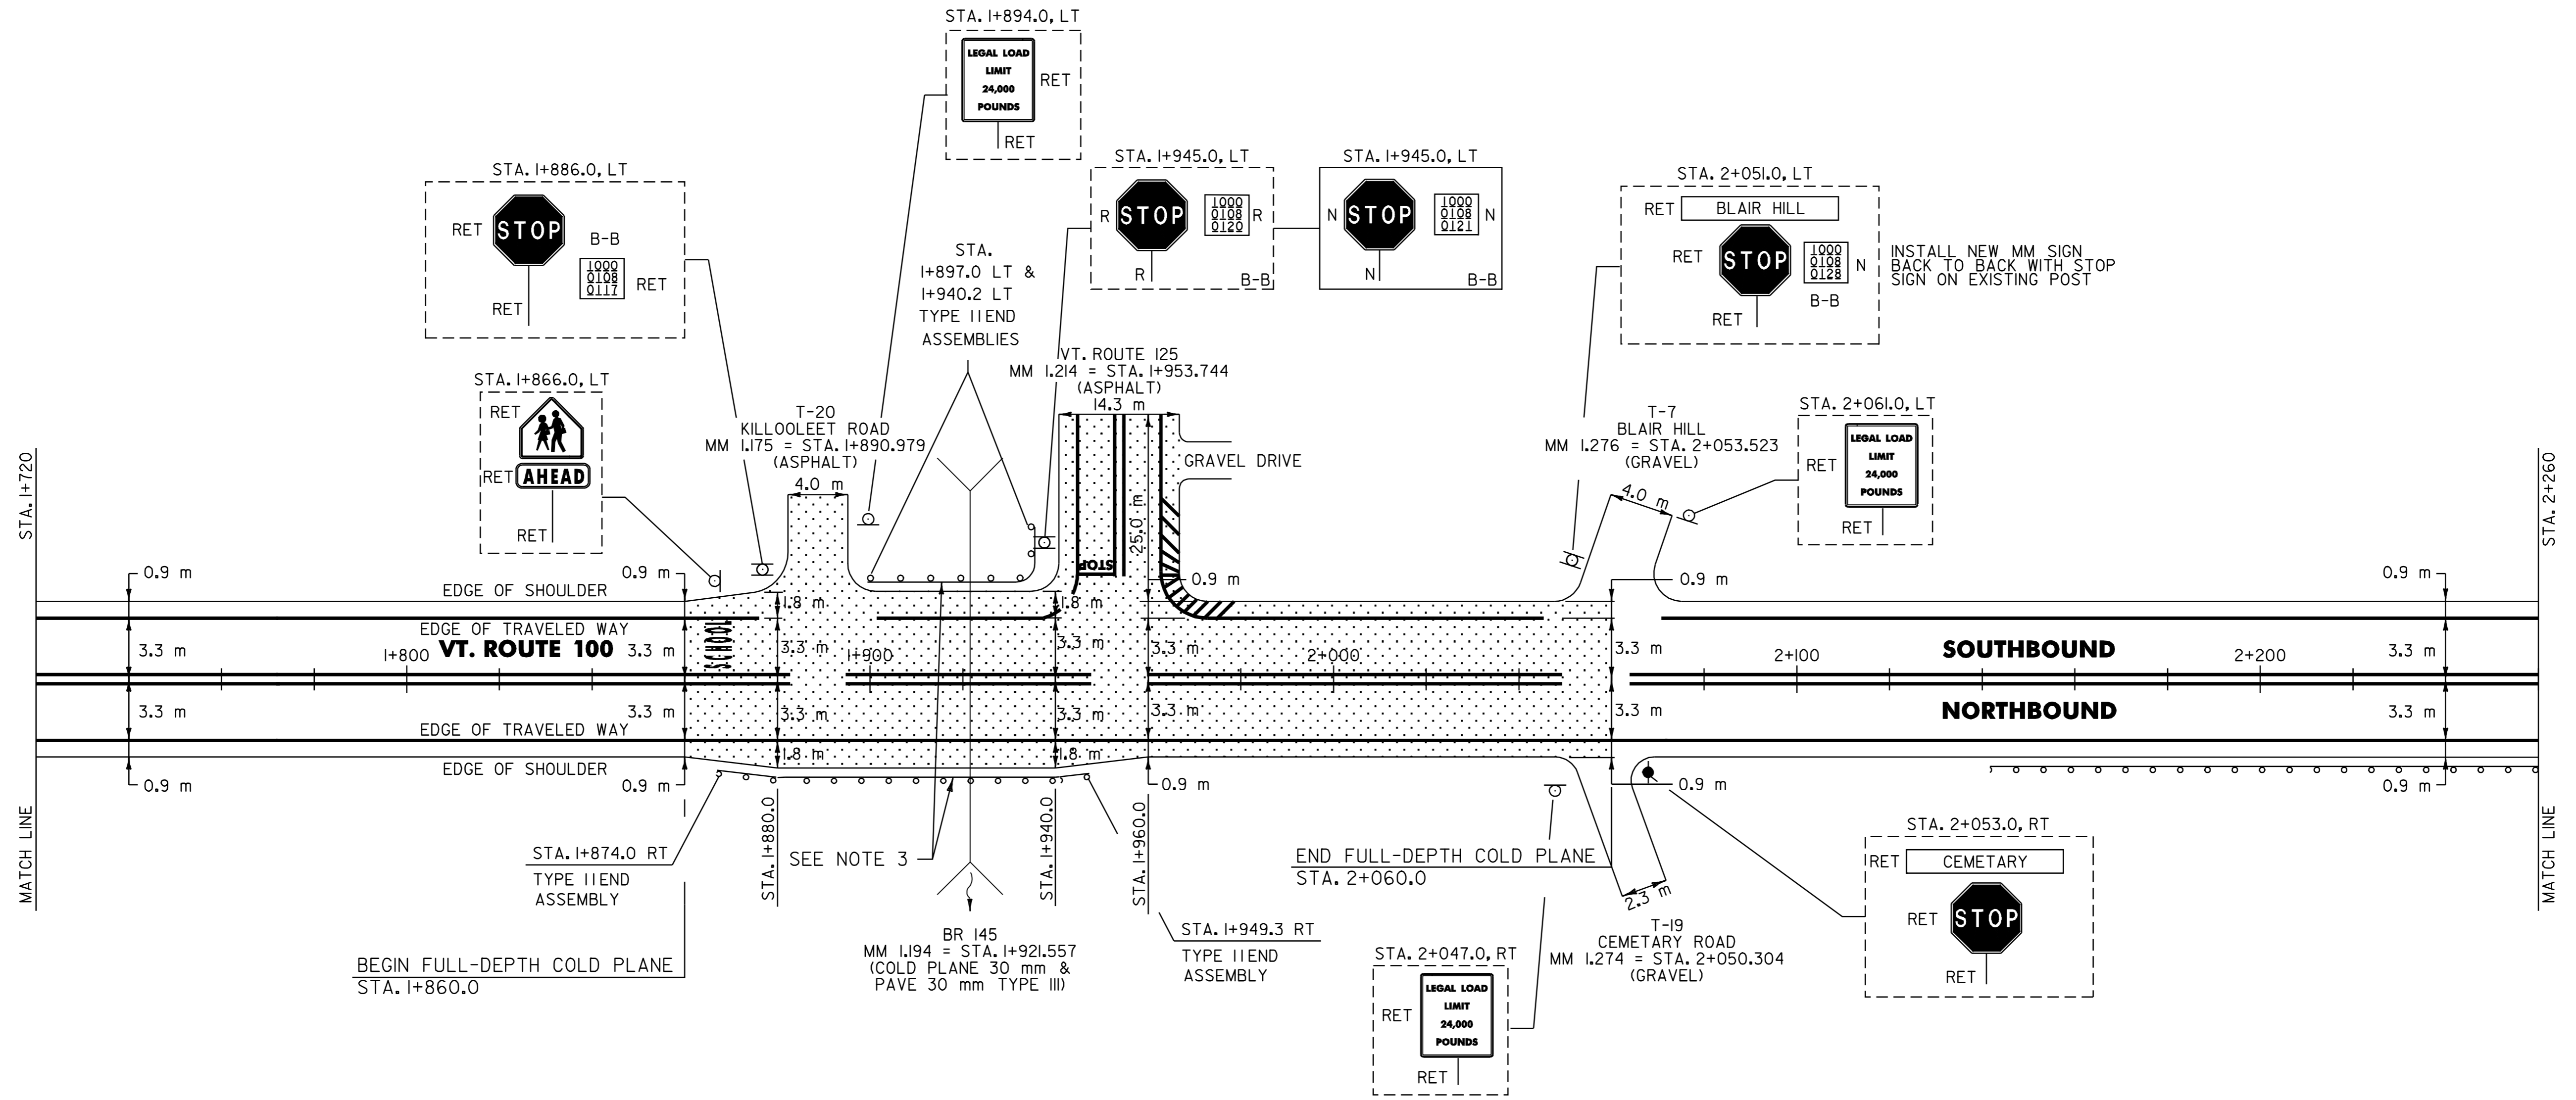 STA. 1+894.0, LT
LEGAL LOAD
LIMIT
24,000
POUNDS
RET
RET
STA. 1+886.0, LT
RET
STOP
B-B
1000
0108
0117
RET
RET
STA.
1+897.0 LT &
1+940.2 LT
TYPE II END
ASSEMBLIES
STA. 1+945.0, LT
R
STOP
1000
0108
0120
R
R
B-B
STA. 1+945.0, LT
N
STOP
1000
0108
0121
N
N
B-B
STA. 2+051.0, LT
RET
BLAIR HILL
RET
STOP
1000
0108
0128
N
B-B
RET
INSTALL NEW MM SIGN
BACK TO BACK WITH STOP
SIGN ON EXISTING POST
STA. 1+866.0, LT
RET
RET
AHEAD
RET
T-20
KILLOOLEET ROAD
MM 1.175 = STA. 1+890.979
(ASPHALT)
4.0 m
VT. ROUTE 125
MM 1.214 = STA. 1+953.744
(ASPHALT)
14.3 m
25.0 m
STOP
GRAVEL DRIVE
T-7
BLAIR HILL
MM 1.276 = STA. 2+053.523
(GRAVEL)
4.0 m
STA. 2+061.0, LT
RET
LEGAL LOAD
LIMIT
24,000
POUNDS
RET
STA. 1+720
MATCH LINE
STA. 2+260
MATCH LINE
0.9 m
EDGE OF SHOULDER
0.9 m
1.8 m
1.8 m
0.9 m
0.9 m
0.9 m
EDGE OF TRAVELED WAY
3.3 m
1+800
VT. ROUTE 100
3.3 m
SCHOOL
3.3 m
1+900
3.3 m
3.3 m
2+000
3.3 m
2+100
SOUTHBOUND
2+200
3.3 m
3.3 m
3.3 m
3.3 m
3.3 m
3.3 m
3.3 m
NORTHBOUND
3.3 m
EDGE OF TRAVELED WAY
1.8 m
1.8 m
EDGE OF SHOULDER
0.9 m
0.9 m
0.9 m
0.9 m
0.9 m
STA. 1+874.0 RT
TYPE II END
ASSEMBLY
STA. 1+880.0
SEE NOTE 3
STA. 1+940.0
STA. 1+960.0
BEGIN FULL-DEPTH COLD PLANE
STA. 1+860.0
BR 145
MM 1.194 = STA. 1+921.557
(COLD PLANE 30 mm &
PAVE 30 mm TYPE III)
STA. 1+949.3 RT
TYPE II END
ASSEMBLY
END FULL-DEPTH COLD PLANE
STA. 2+060.0
2.3 m
T-19
CEMETARY ROAD
MM 1.274 = STA. 2+050.304
(GRAVEL)
STA. 2+047.0, RT
RET
LEGAL LOAD
LIMIT
24,000
POUNDS
RET
STA. 2+053.0, RT
RET
CEMETARY
RET
STOP
RET